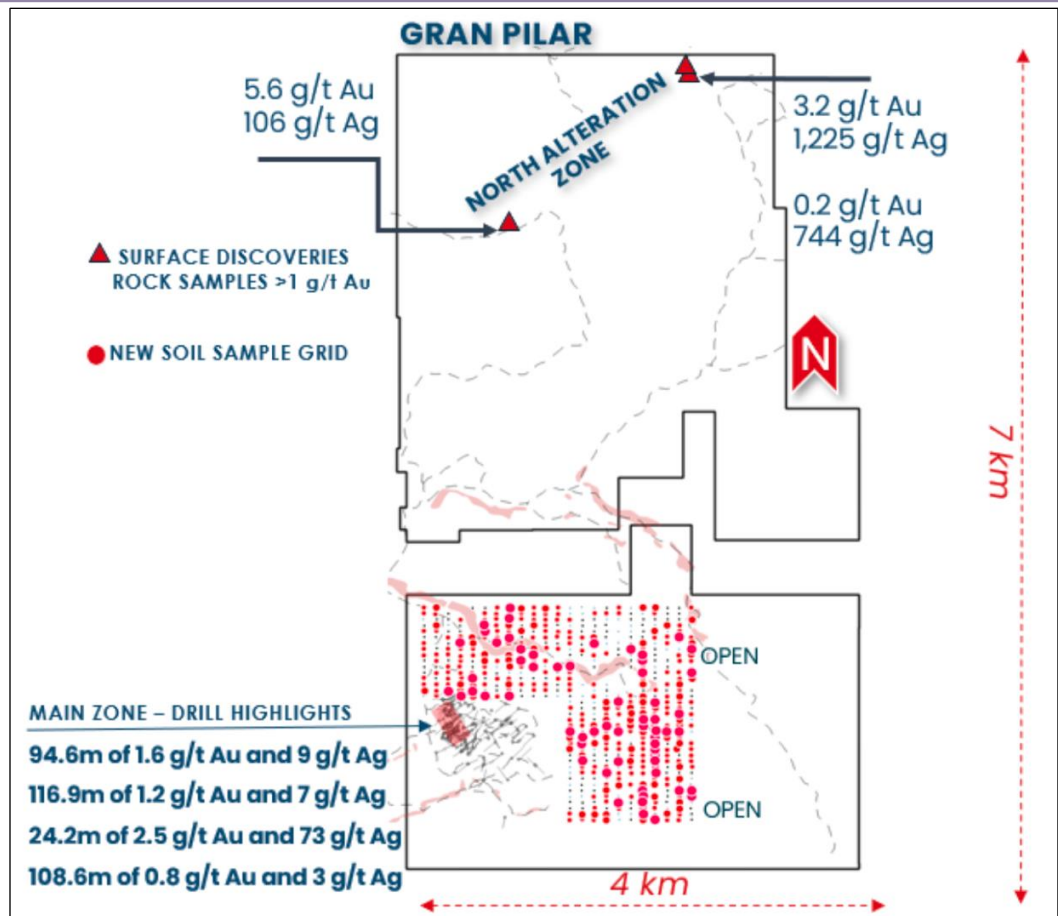 GRAN PILAR
5.6 g/t Au
106 g/t Ag
NORTH ALTERATION
ZONE
3.2 g/t Au
1,225 g/t Ag
0.2 g/t Au
744 g/t Ag
SURFACE DISCOVERIES
ROCK SAMPLES >1 g/t Au
NEW SOIL SAMPLE GRID
N
7 km
OPEN
MAIN ZONE – DRILL HIGHLIGHTS
94.6m of 1.6 g/t Au and 9 g/t Ag
116.9m of 1.2 g/t Au and 7 g/t Ag
OPEN
24.2m of 2.5 g/t Au and 73 g/t Ag
108.6m of 0.8 g/t Au and 3 g/t Ag
4 km